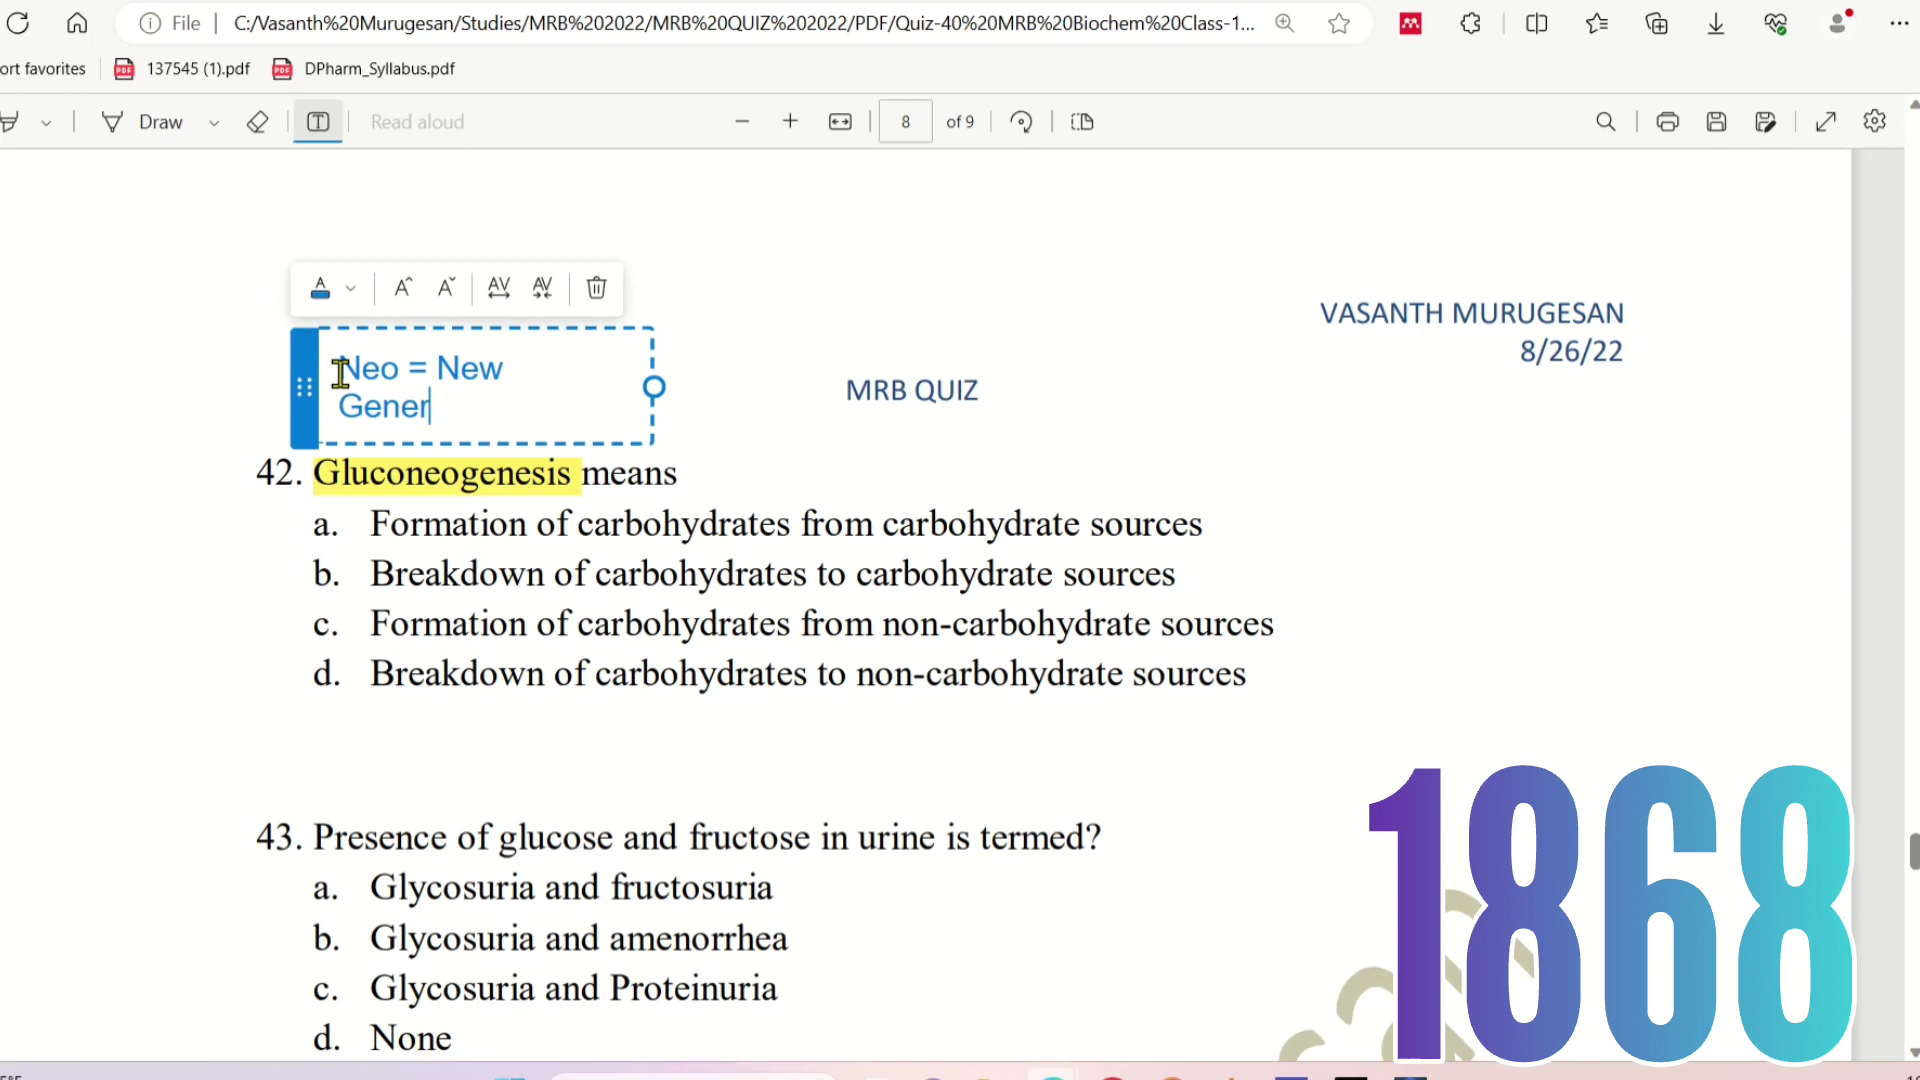 File
C:/Vasanth%20Murugesan/Studies/MRB%202022/MRB%20QUIZ%202022/PDF/Quiz-40%20MRB%20Biochem%20Class-1...
ort favorites
137545 (1).pdf
DPharm_Syllabus.pdf
Draw
Read aloud
8
of 9
VASANTH MURUGESAN
8/26/22
Neo = New
Gener
MRB QUIZ
42. Gluconeogenesis means
a. Formation of carbohydrates from carbohydrate sources
b. Breakdown of carbohydrates to carbohydrate sources
c. Formation of carbohydrates from non-carbohydrate sources
d. Breakdown of carbohydrates to non-carbohydrate sources
43. Presence of glucose and fructose in urine is termed?
a. Glycosuria and fructosuria
b. Glycosuria and amenorrhea
c. Glycosuria and Proteinuria
d. None
1868